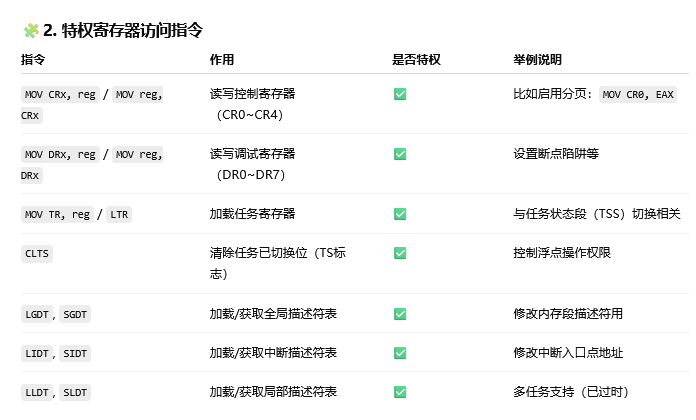 🧩 2. 特权寄存器访问指令
指令 作用 是否特权 举例说明
MOV CRx, reg / MOV reg, 读写控制寄存器 ✅ 比如启用分页： MOV CR0, EAX
CRx （CR0~CR4）
MOV DRx, reg / MOV reg, 读写调试寄存器 ✅ 设置断点陷阱等
DRx （DR0~DR7）
MOV TR, reg / LTR 加载任务寄存器 ✅ 与任务状态段（TSS）切换相关
CLTS 清除任务已切换位（TS标 ✅ 控制浮点操作权限
志）
LGDT, SGDT 加载/获取全局描述符表 ✅ 修改内存段描述符用
LIDT, SIDT 加载/获取中断描述符表 ✅ 修改中断入口点地址
LLDT, SLDT 加载/获取局部描述符表 ✅ 多任务支持（已过时）